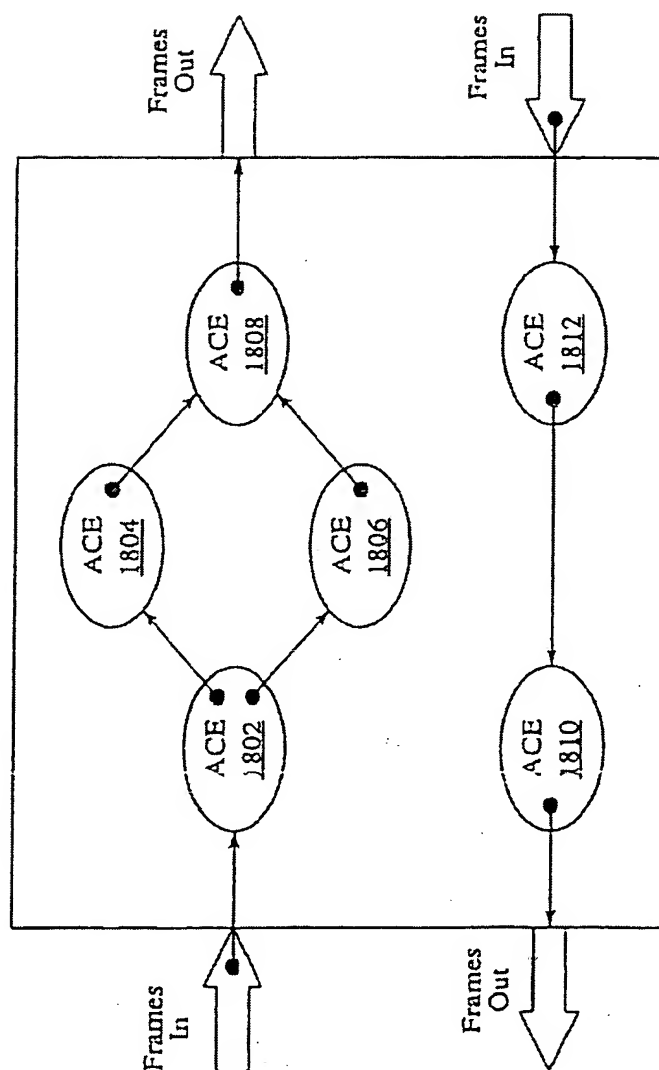 Frames
Out
Frames
In
ACE
1804
ACE
1802
ACE
1808
ACE
1806
ACE
1810
ACE
1812
Frames
In
Frames
Out